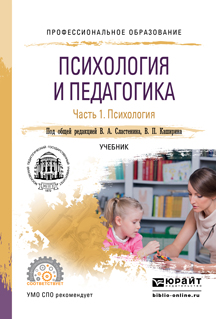 ПРОФЕССИОНАЛЬНОЕ ОБРАЗОВАНИЕ
ПСИХОЛОГИЯ
И ПЕДАГОГИКА
Часть 1. Психология
Под общей редакцией В. А. Сластенина, В. П. Каширина
УЧЕБНИК
СООТВЕТСТВУЕТ
УМО СПО рекомендует
юрайт
biblio-online.ru